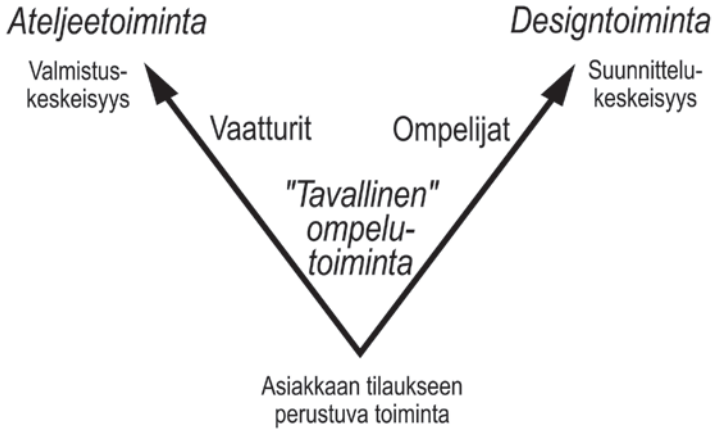 Ateljeetoiminta
Valmistus-
keskeisyys
Designtoiminta
Suunnittelu-
keskeisyys
Vaatturit
Ompelijat
"Tavallinen"
ompelu-
toiminta
Asiakkaan tilaukseen
perustuva toiminta